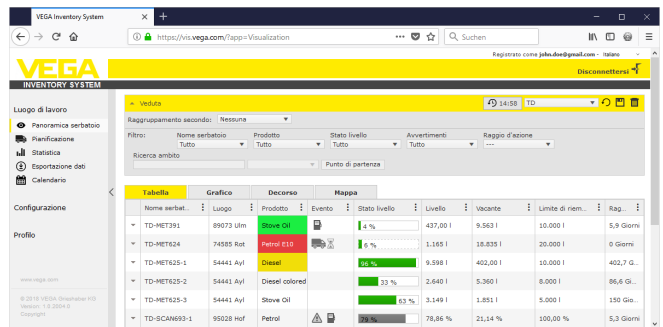 VEGA Inventory System
https://vis.vega.com/?app=Visualization
Suchen
Registrato come john.doe@gmail.com - Italiano
Disconnettersi
VEGA
INVENTORY SYSTEM
Luogo di lavoro
Panoramica serbatoio
Pianificazione
Statistica
Esportazione dati
Calendario
Configurazione
Profilo
www.vega.com
© 2018 VEGA Grieshaber KG
Copyright
Veduta
14:58 TD
Raggruppamento secondo: Nessuna
Filtro: Nome serbatoio Prodotto Stato livello Avvertimenti Raggio d'azione
Tutto Tutto Tutto Tutto ---
Ricerca ambito
Punto di partenza
Tabella Grafico Decorso Mappa
Nome serbat... Luogo Prodotto Evento Stato livello Livello Vacante Limite di riem... Rag...
TD-MET391 89073 Ulm Stove Oil 4 % 437,00 l 9.563 l 10.000 l 5,9 Giorni
TD-MET624 74585 Rot Petrol E10 6 % 1.165 l 18.835 l 20.000 l 0 Giorni
TD-MET625-1 54441 Ayl Diesel 96 % 9.598 l 402,00 l 10.000 l 402,7 G...
TD-MET625-2 54441 Ayl Diesel colored 33 % 2.640 l 5.360 l 8.000 l 86,6 Gi...
TD-MET625-3 54441 Ayl Stove Oil 63 % 3.149 l 1.851 l 5.000 l 150 Gio...
TD-SCAN693-1 95028 Hof Petrol 79 % 78,86 % 21,14 % 100,00 % 5,3 Giorni